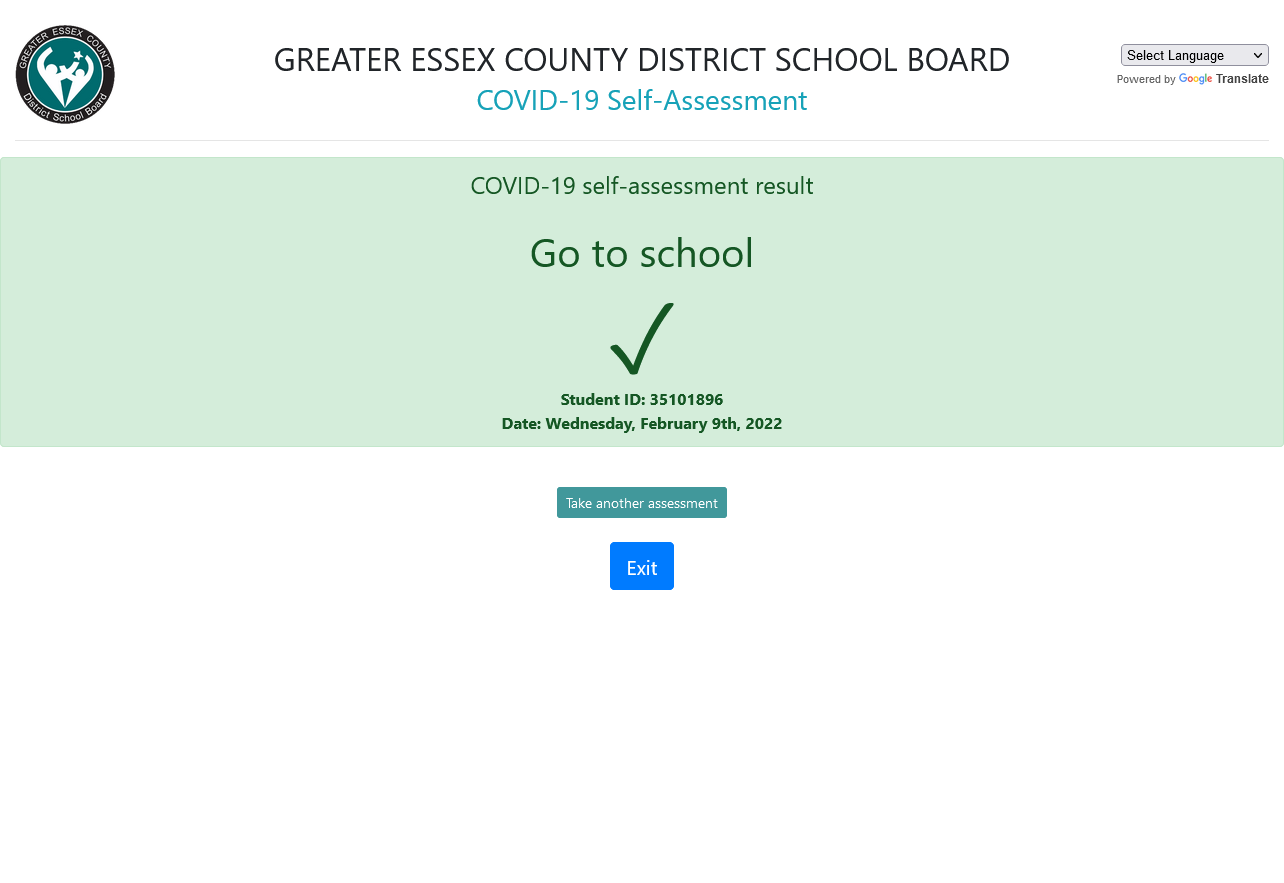 GREATER ESSEX COUNTY
District School Board
GREATER ESSEX COUNTY DISTRICT SCHOOL BOARD
COVID-19 Self-Assessment
Select Language
Powered by Google Translate
COVID-19 self-assessment result
Go to school
Student ID: 35101896
Date: Wednesday, February 9th, 2022
Take another assessment
Exit